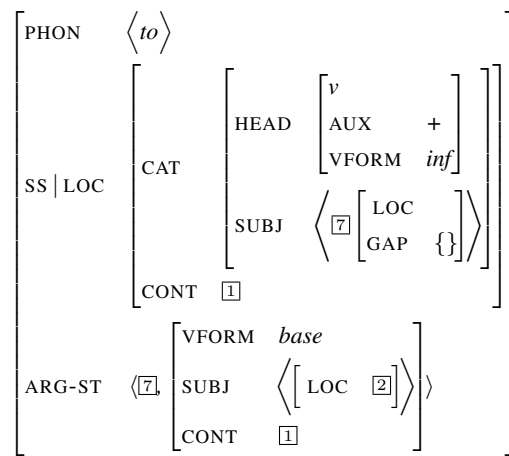 PHON ⟨to⟩
HEAD v
AUX +
VFORM inf
SS | LOC CAT
SUBJ ⟨ 7 LOC
GAP {} ⟩
CONT 1
VFORM base
ARG-ST ⟨ 7, SUBJ ⟨[ LOC 2 ]⟩ ⟩
CONT 1